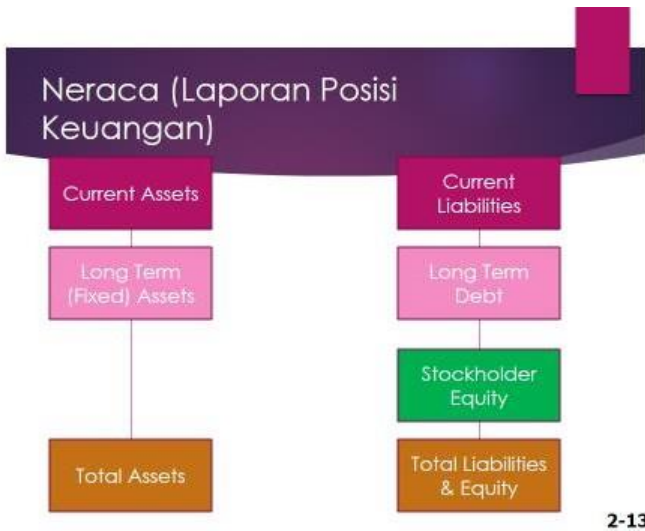 Neraca (Laporan Posisi
Keuangan)
Current Assets
Current
Liabilities
Long Term
(Fixed) Assets
Long Term
Debt
Stockholder
Equity
Total Assets
Total Liabilities
& Equity
2-13